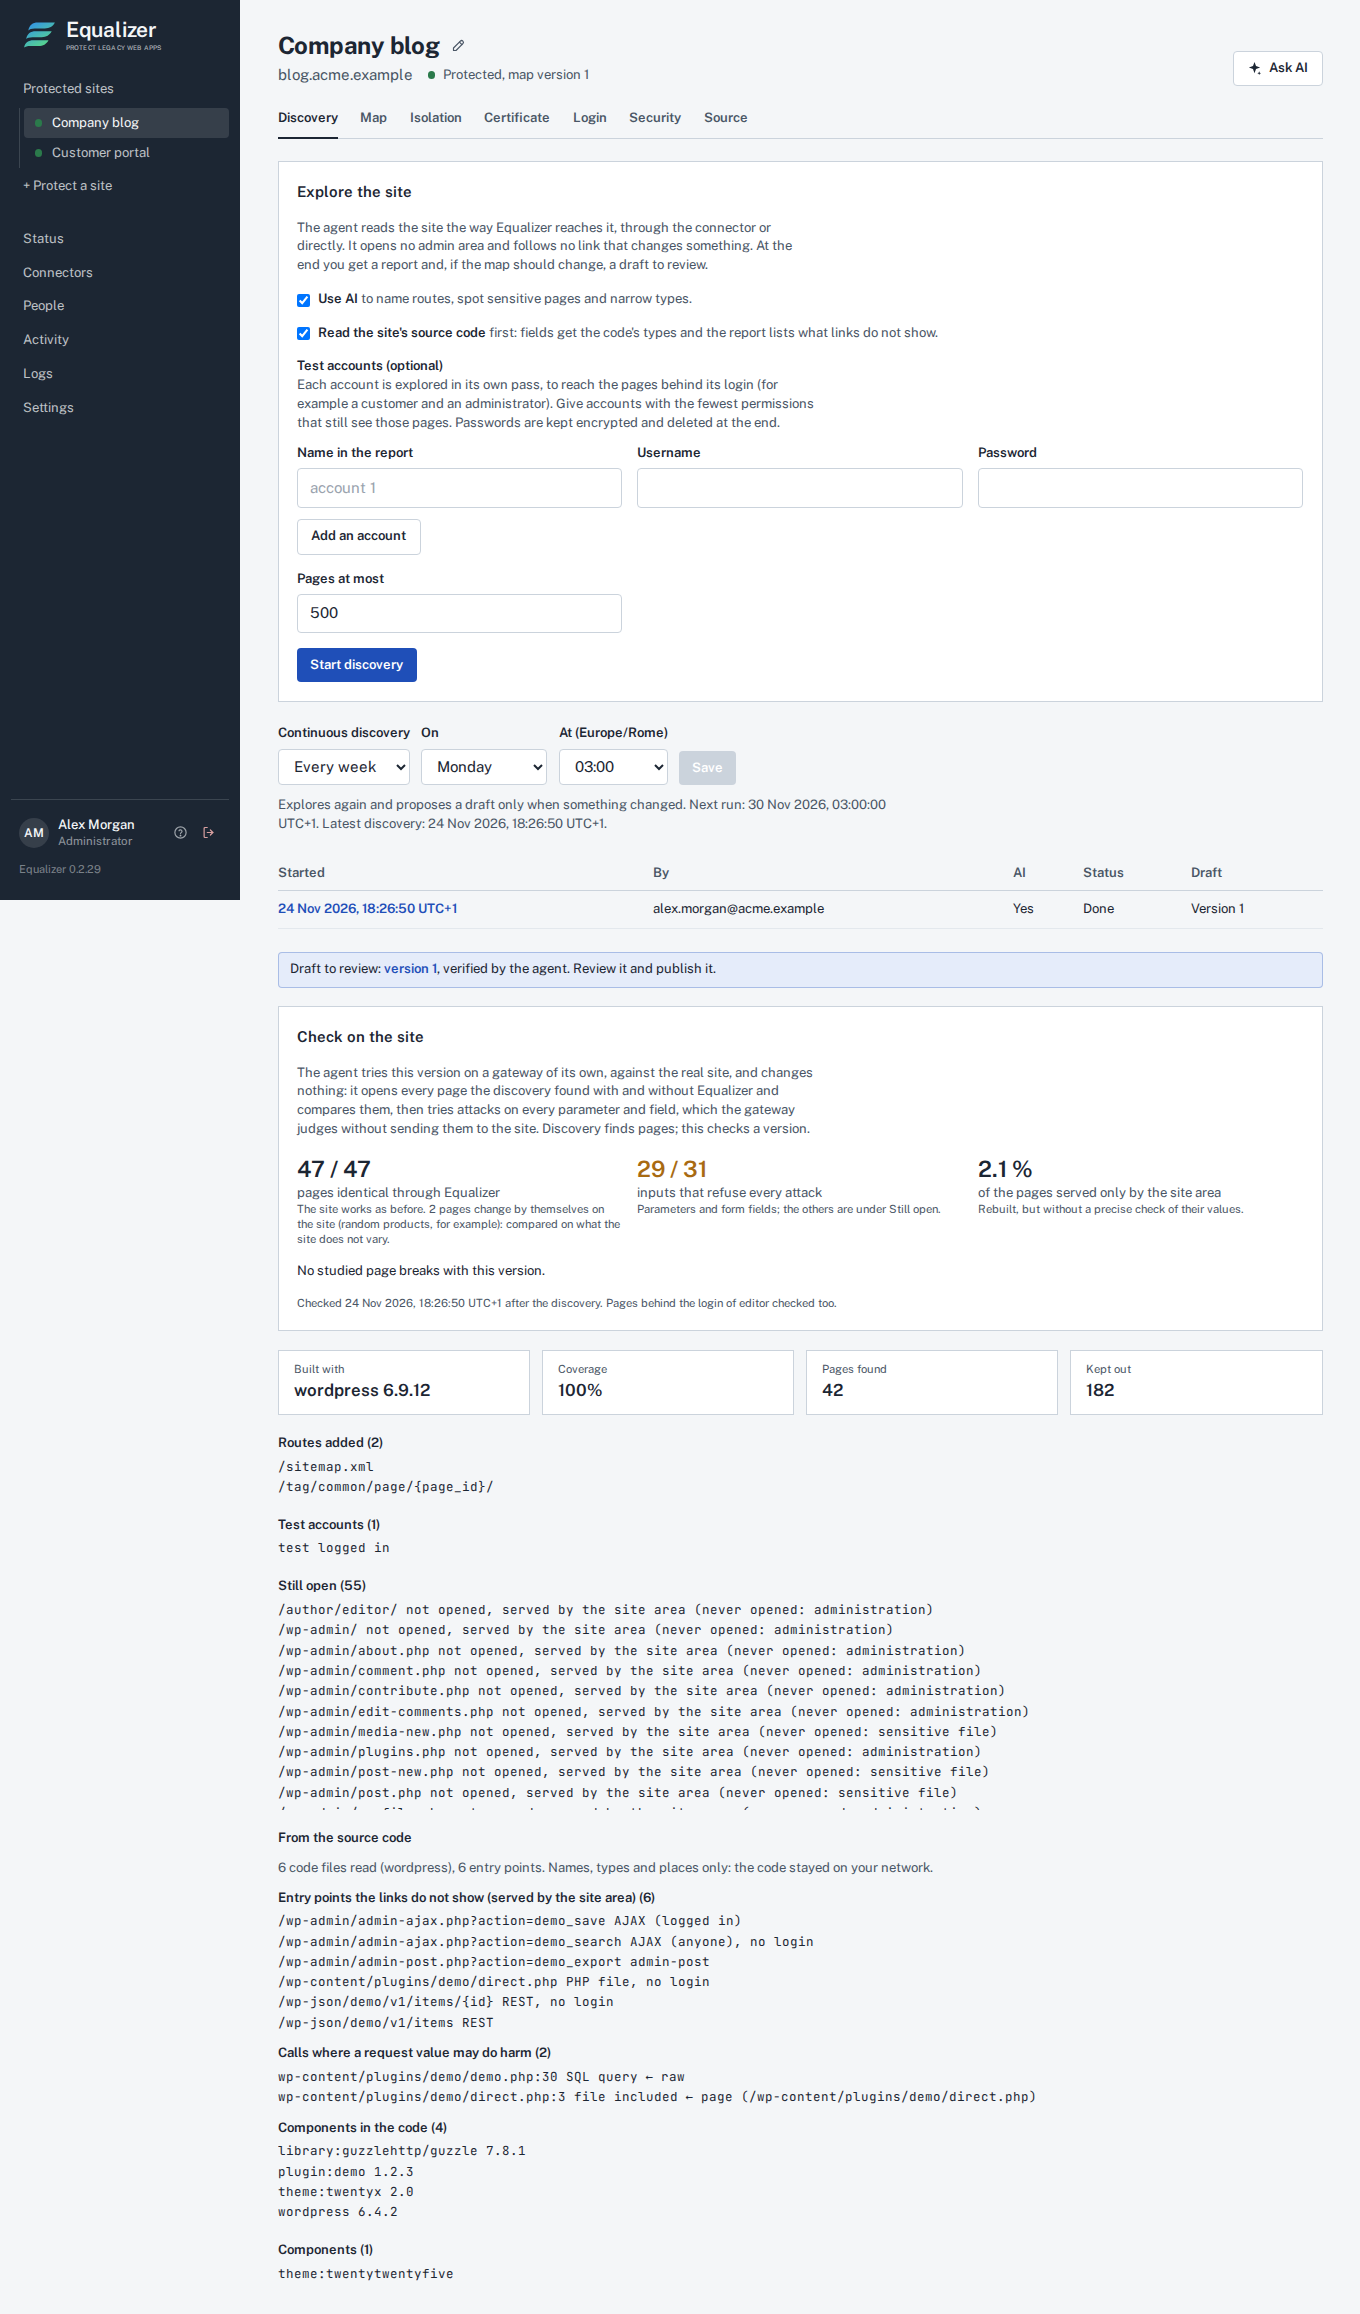 Equalizer
PROTECT LEGACY WEB APPS
Protected sites
Company blog
Customer portal
+ Protect a site
Status
Connectors
People
Activity
Logs
Settings
AM
Alex Morgan
Administrator
Equalizer 0.2.29
Company blog
blog.acme.example
Protected, map version 1
Ask AI
Discovery Map Isolation Certificate Login Security Source
Explore the site
The agent reads the site the way Equalizer reaches it, through the connector or
directly. It opens no admin area and follows no link that changes something. At the
end you get a report and, if the map should change, a draft to review.
Use AI to name routes, spot sensitive pages and narrow types.
Read the site's source code first: fields get the code's types and the report lists what links do not show.
Test accounts (optional)
Each account is explored in its own pass, to reach the pages behind its login (for
example a customer and an administrator). Give accounts with the fewest permissions
that still see those pages. Passwords are kept encrypted and deleted at the end.
Name in the report Username Password
account 1
Add an account
Pages at most
500
Start discovery
Continuous discovery On At (Europe/Rome)
Every week Monday 03:00 Save
Explores again and proposes a draft only when something changed. Next run: 30 Nov 2026, 03:00:00
UTC+1. Latest discovery: 24 Nov 2026, 18:26:50 UTC+1.
Started By AI Status Draft
24 Nov 2026, 18:26:50 UTC+1 alex.morgan@acme.example Yes Done Version 1
Draft to review: version 1, verified by the agent. Review it and publish it.
Check on the site
The agent tries this version on a gateway of its own, against the real site, and changes
nothing: it opens every page the discovery found with and without Equalizer and
compares them, then tries attacks on every parameter and field, which the gateway
judges without sending them to the site. Discovery finds pages; this checks a version.
47 / 47
pages identical through Equalizer
The site works as before. 2 pages change by themselves on
the site (random products, for example): compared on what the
site does not vary.
29 / 31
inputs that refuse every attack
Parameters and form fields; the others are under Still open.
2.1 %
of the pages served only by the site area
Rebuilt, but without a precise check of their values.
No studied page breaks with this version.
Checked 24 Nov 2026, 18:26:50 UTC+1 after the discovery. Pages behind the login of editor checked too.
Built with
wordpress 6.9.12
Coverage
100%
Pages found
42
Kept out
182
Routes added (2)
/sitemap.xml
/tag/common/page/{page_id}/
Test accounts (1)
test logged in
Still open (55)
/author/editor/ not opened, served by the site area (never opened: administration)
/wp-admin/ not opened, served by the site area (never opened: administration)
/wp-admin/about.php not opened, served by the site area (never opened: administration)
/wp-admin/comment.php not opened, served by the site area (never opened: administration)
/wp-admin/contribute.php not opened, served by the site area (never opened: administration)
/wp-admin/edit-comments.php not opened, served by the site area (never opened: administration)
/wp-admin/media-new.php not opened, served by the site area (never opened: sensitive file)
/wp-admin/plugins.php not opened, served by the site area (never opened: administration)
/wp-admin/post-new.php not opened, served by the site area (never opened: sensitive file)
/wp-admin/post.php not opened, served by the site area (never opened: sensitive file)
From the source code
6 code files read (wordpress), 6 entry points. Names, types and places only: the code stayed on your network.
Entry points the links do not show (served by the site area) (6)
/wp-admin/admin-ajax.php?action=demo_save AJAX (logged in)
/wp-admin/admin-ajax.php?action=demo_search AJAX (anyone), no login
/wp-admin/admin-post.php?action=demo_export admin-post
/wp-content/plugins/demo/direct.php PHP file, no login
/wp-json/demo/v1/items/{id} REST, no login
/wp-json/demo/v1/items REST
Calls where a request value may do harm (2)
wp-content/plugins/demo/demo.php:30 SQL query ← raw
wp-content/plugins/demo/direct.php:3 file included ← page (/wp-content/plugins/demo/direct.php)
Components in the code (4)
library:guzzlehttp/guzzle 7.8.1
plugin:demo 1.2.3
theme:twentyx 2.0
wordpress 6.4.2
Components (1)
theme:twentytwentyfive